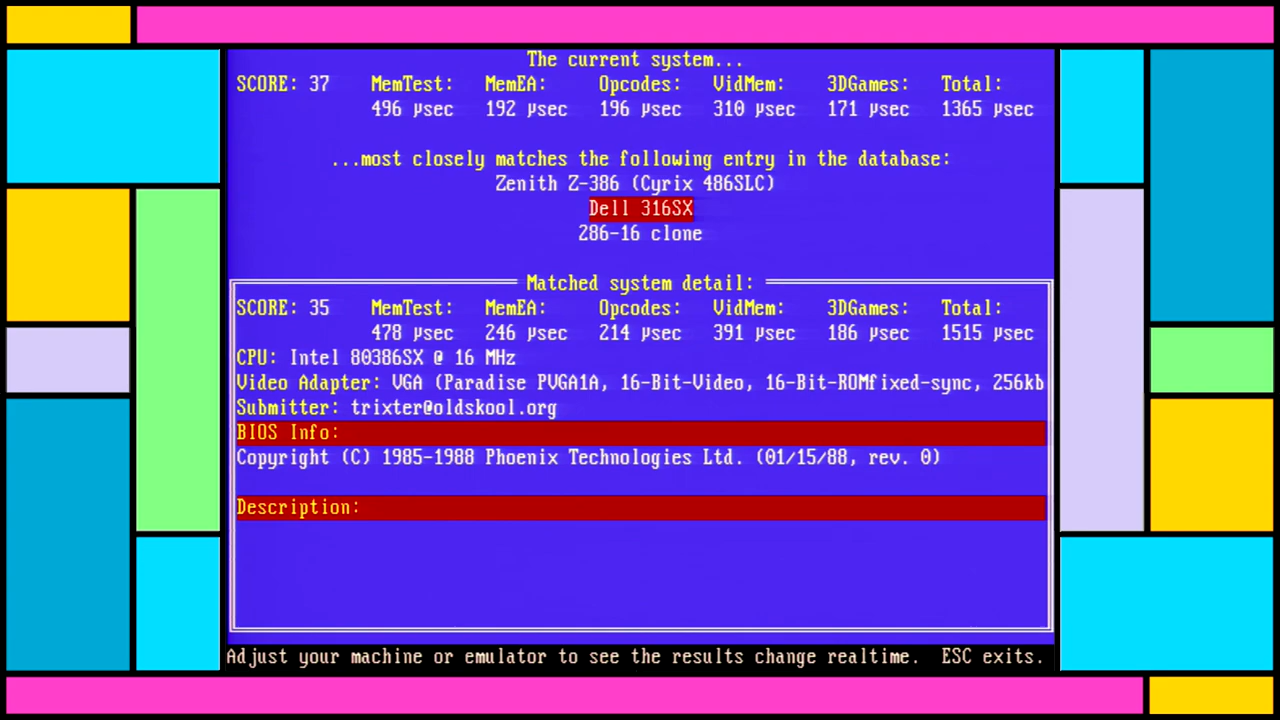 The current system...
SCORE: 37 MemTest: MemEA: Opcodes: VidMem: 3DGames: Total:
496 µsec 192 µsec 196 µsec 310 µsec 171 µsec 1365 µsec
...most closely matches the following entry in the database:
Zenith Z-386 (Cyrix 486SLC)
Dell 316SX
286-16 clone
Matched system detail:
SCORE: 35 MemTest: MemEA: Opcodes: VidMem: 3DGames: Total:
478 µsec 246 µsec 214 µsec 391 µsec 186 µsec 1515 µsec
CPU: Intel 80386SX @ 16 MHz
Video Adapter: VGA (Paradise PVGA1A, 16-Bit-Video, 16-Bit-ROMfixed-sync, 256kb
Submitter: trixter@oldskool.org
BIOS Info:
Copyright (C) 1985-1988 Phoenix Technologies Ltd. (01/15/88, rev. 0)
Description:
Adjust your machine or emulator to see the results change realtime. ESC exits.